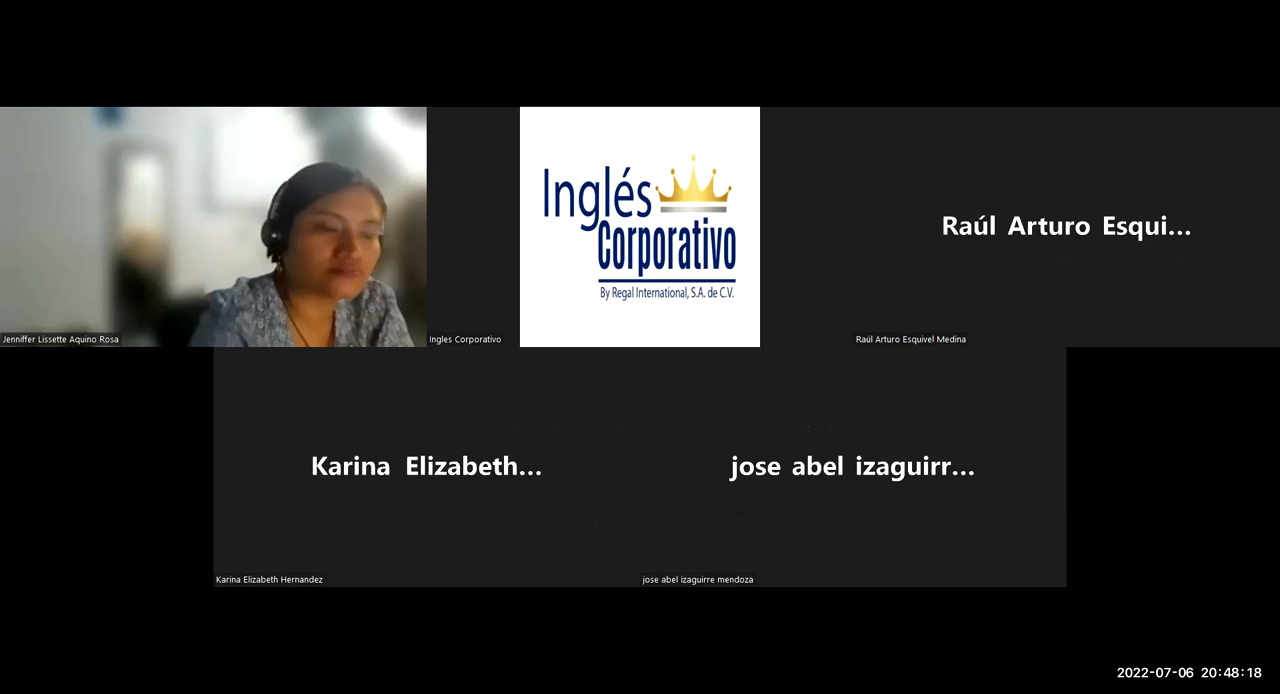 Inglés
Corporativo
By Regal International, S.A. de C.V.
Raúl Arturo Esqui...
Jenniffer Lissette Aquino Rosa
Ingles Corporativo
Raúl Arturo Esquivel Medina
Karina Elizabeth...
jose abel izaguirr...
Karina Elizabeth Hernandez
jose abel izaguirre mendoza
2022-07-06 20:48:18